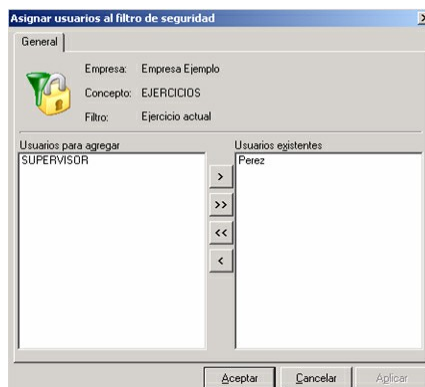 Asignar usuarios al filtro de seguridad
General
Empresa: Empresa Ejemplo
Concepto: EJERCICIOS
Filtro: Ejercicio actual
Usuarios para agregar
SUPERVISOR
Usuarios existentes
Perez
>
>>
<<
<
Aceptar
Cancelar
Aplicar